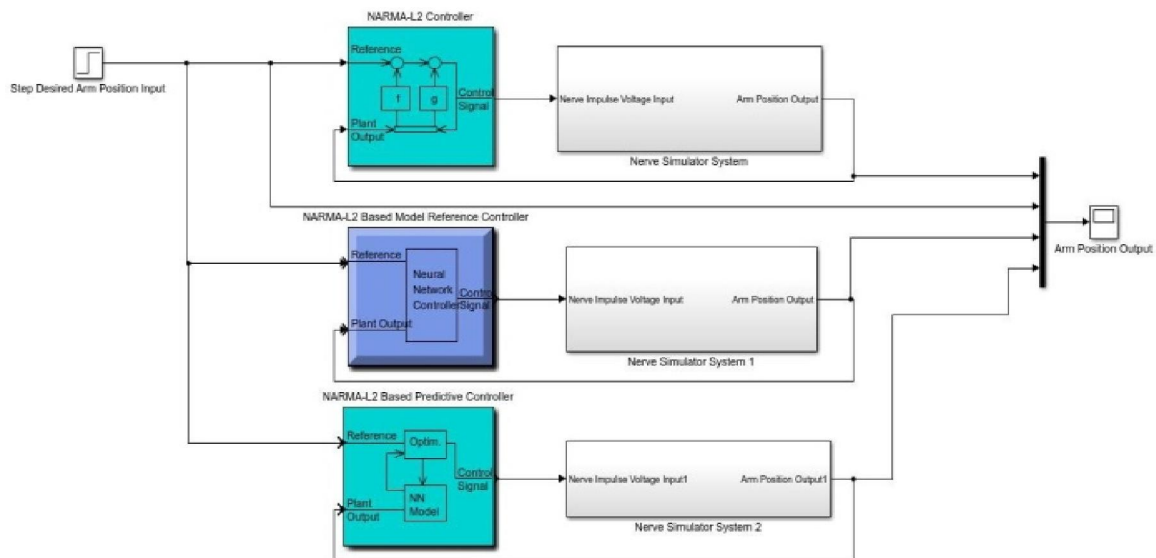 NARMA-L2 Controller
Step Desired Arm Position Input
Reference
f
g
Control
Signal
Plant
Output
Nerve Impulse Voltage Input
Arm Position Output
Nerve Simulator System
NARMA-L2 Based Model Reference Controller
Reference
Neural
Network
Controller
Control
Signal
Plant Output
Nerve Impulse Voltage Input
Arm Position Output
Nerve Simulator System 1
Arm Position Output
NARMA-L2 Based Predictive Controller
Reference
Optim.
Control
Signal
NN
Model
Plant
Output
Nerve Impulse Voltage Input1
Arm Position Output1
Nerve Simulator System 2